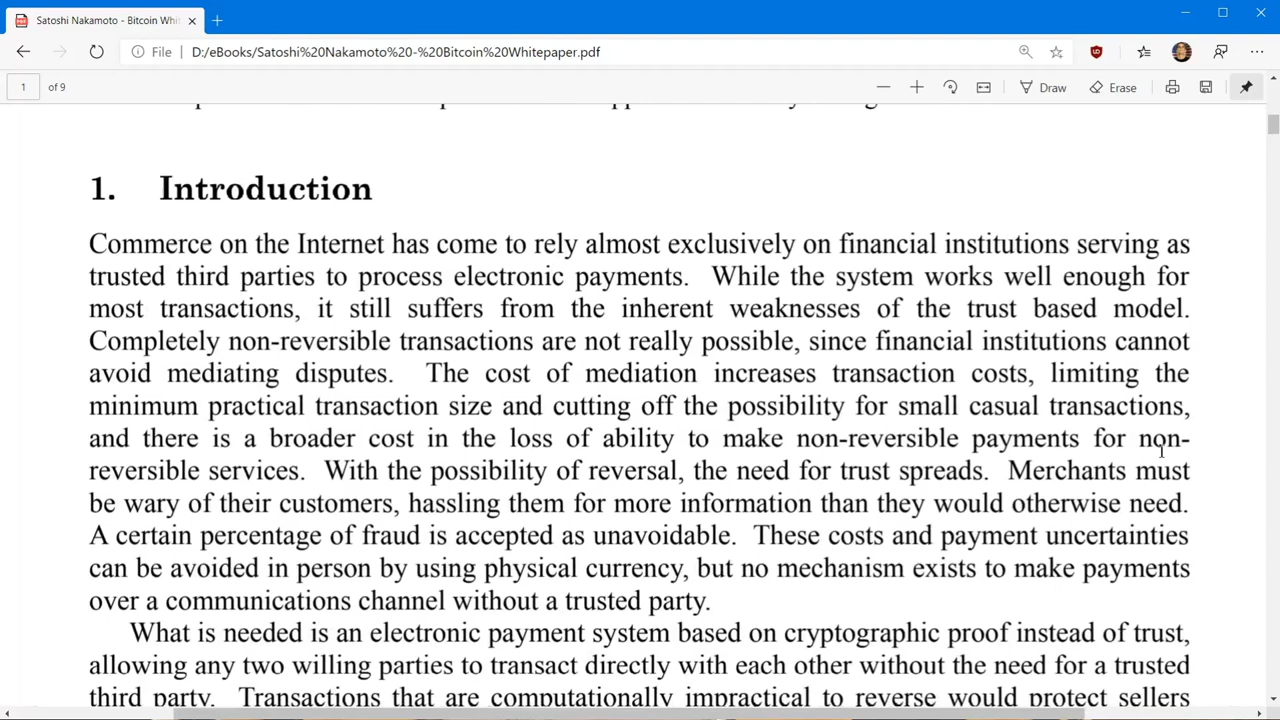 Satoshi Nakamoto - Bitcoin Whi
File D:/eBooks/Satoshi%20Nakamoto%20-%20Bitcoin%20Whitepaper.pdf
1 of 9 Draw Erase
1. Introduction
Commerce on the Internet has come to rely almost exclusively on financial institutions serving as
trusted third parties to process electronic payments. While the system works well enough for
most transactions, it still suffers from the inherent weaknesses of the trust based model.
Completely non-reversible transactions are not really possible, since financial institutions cannot
avoid mediating disputes. The cost of mediation increases transaction costs, limiting the
minimum practical transaction size and cutting off the possibility for small casual transactions,
and there is a broader cost in the loss of ability to make non-reversible payments for non-
reversible services. With the possibility of reversal, the need for trust spreads. Merchants must
be wary of their customers, hassling them for more information than they would otherwise need.
A certain percentage of fraud is accepted as unavoidable. These costs and payment uncertainties
can be avoided in person by using physical currency, but no mechanism exists to make payments
over a communications channel without a trusted party.
What is needed is an electronic payment system based on cryptographic proof instead of trust,
allowing any two willing parties to transact directly with each other without the need for a trusted
third party. Transactions that are computationally impractical to reverse would protect sellers